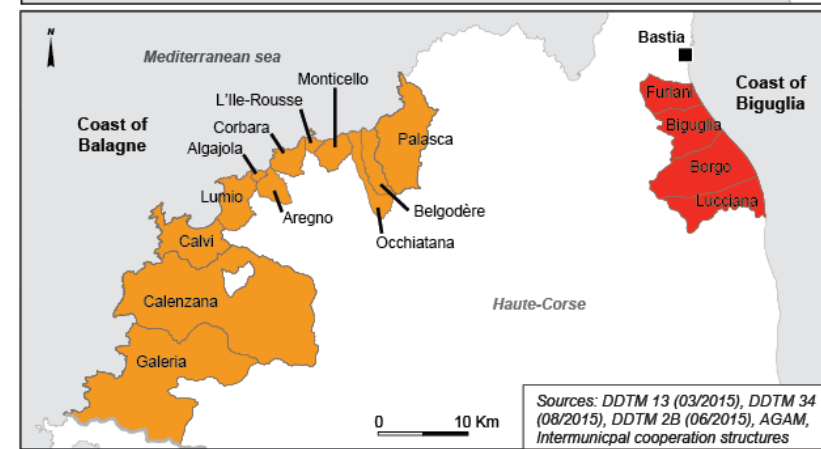 N
Mediterranean sea
Bastia
Monticello
L'Ile-Rousse
Coast of
Balagne
Coast of
Biguglia
Corbara
Algajola
Furiani
Biguglia
Palasca
Borgo
Lumio
Aregno
Belgodère
Lucciana
Occhiatana
Calvi
Calenzana
Haute-Corse
Galeria
0 10 Km
Sources: DDTM 13 (03/2015), DDTM 34
(08/2015), DDTM 2B (06/2015), AGAM,
Intermunicpal cooperation structures